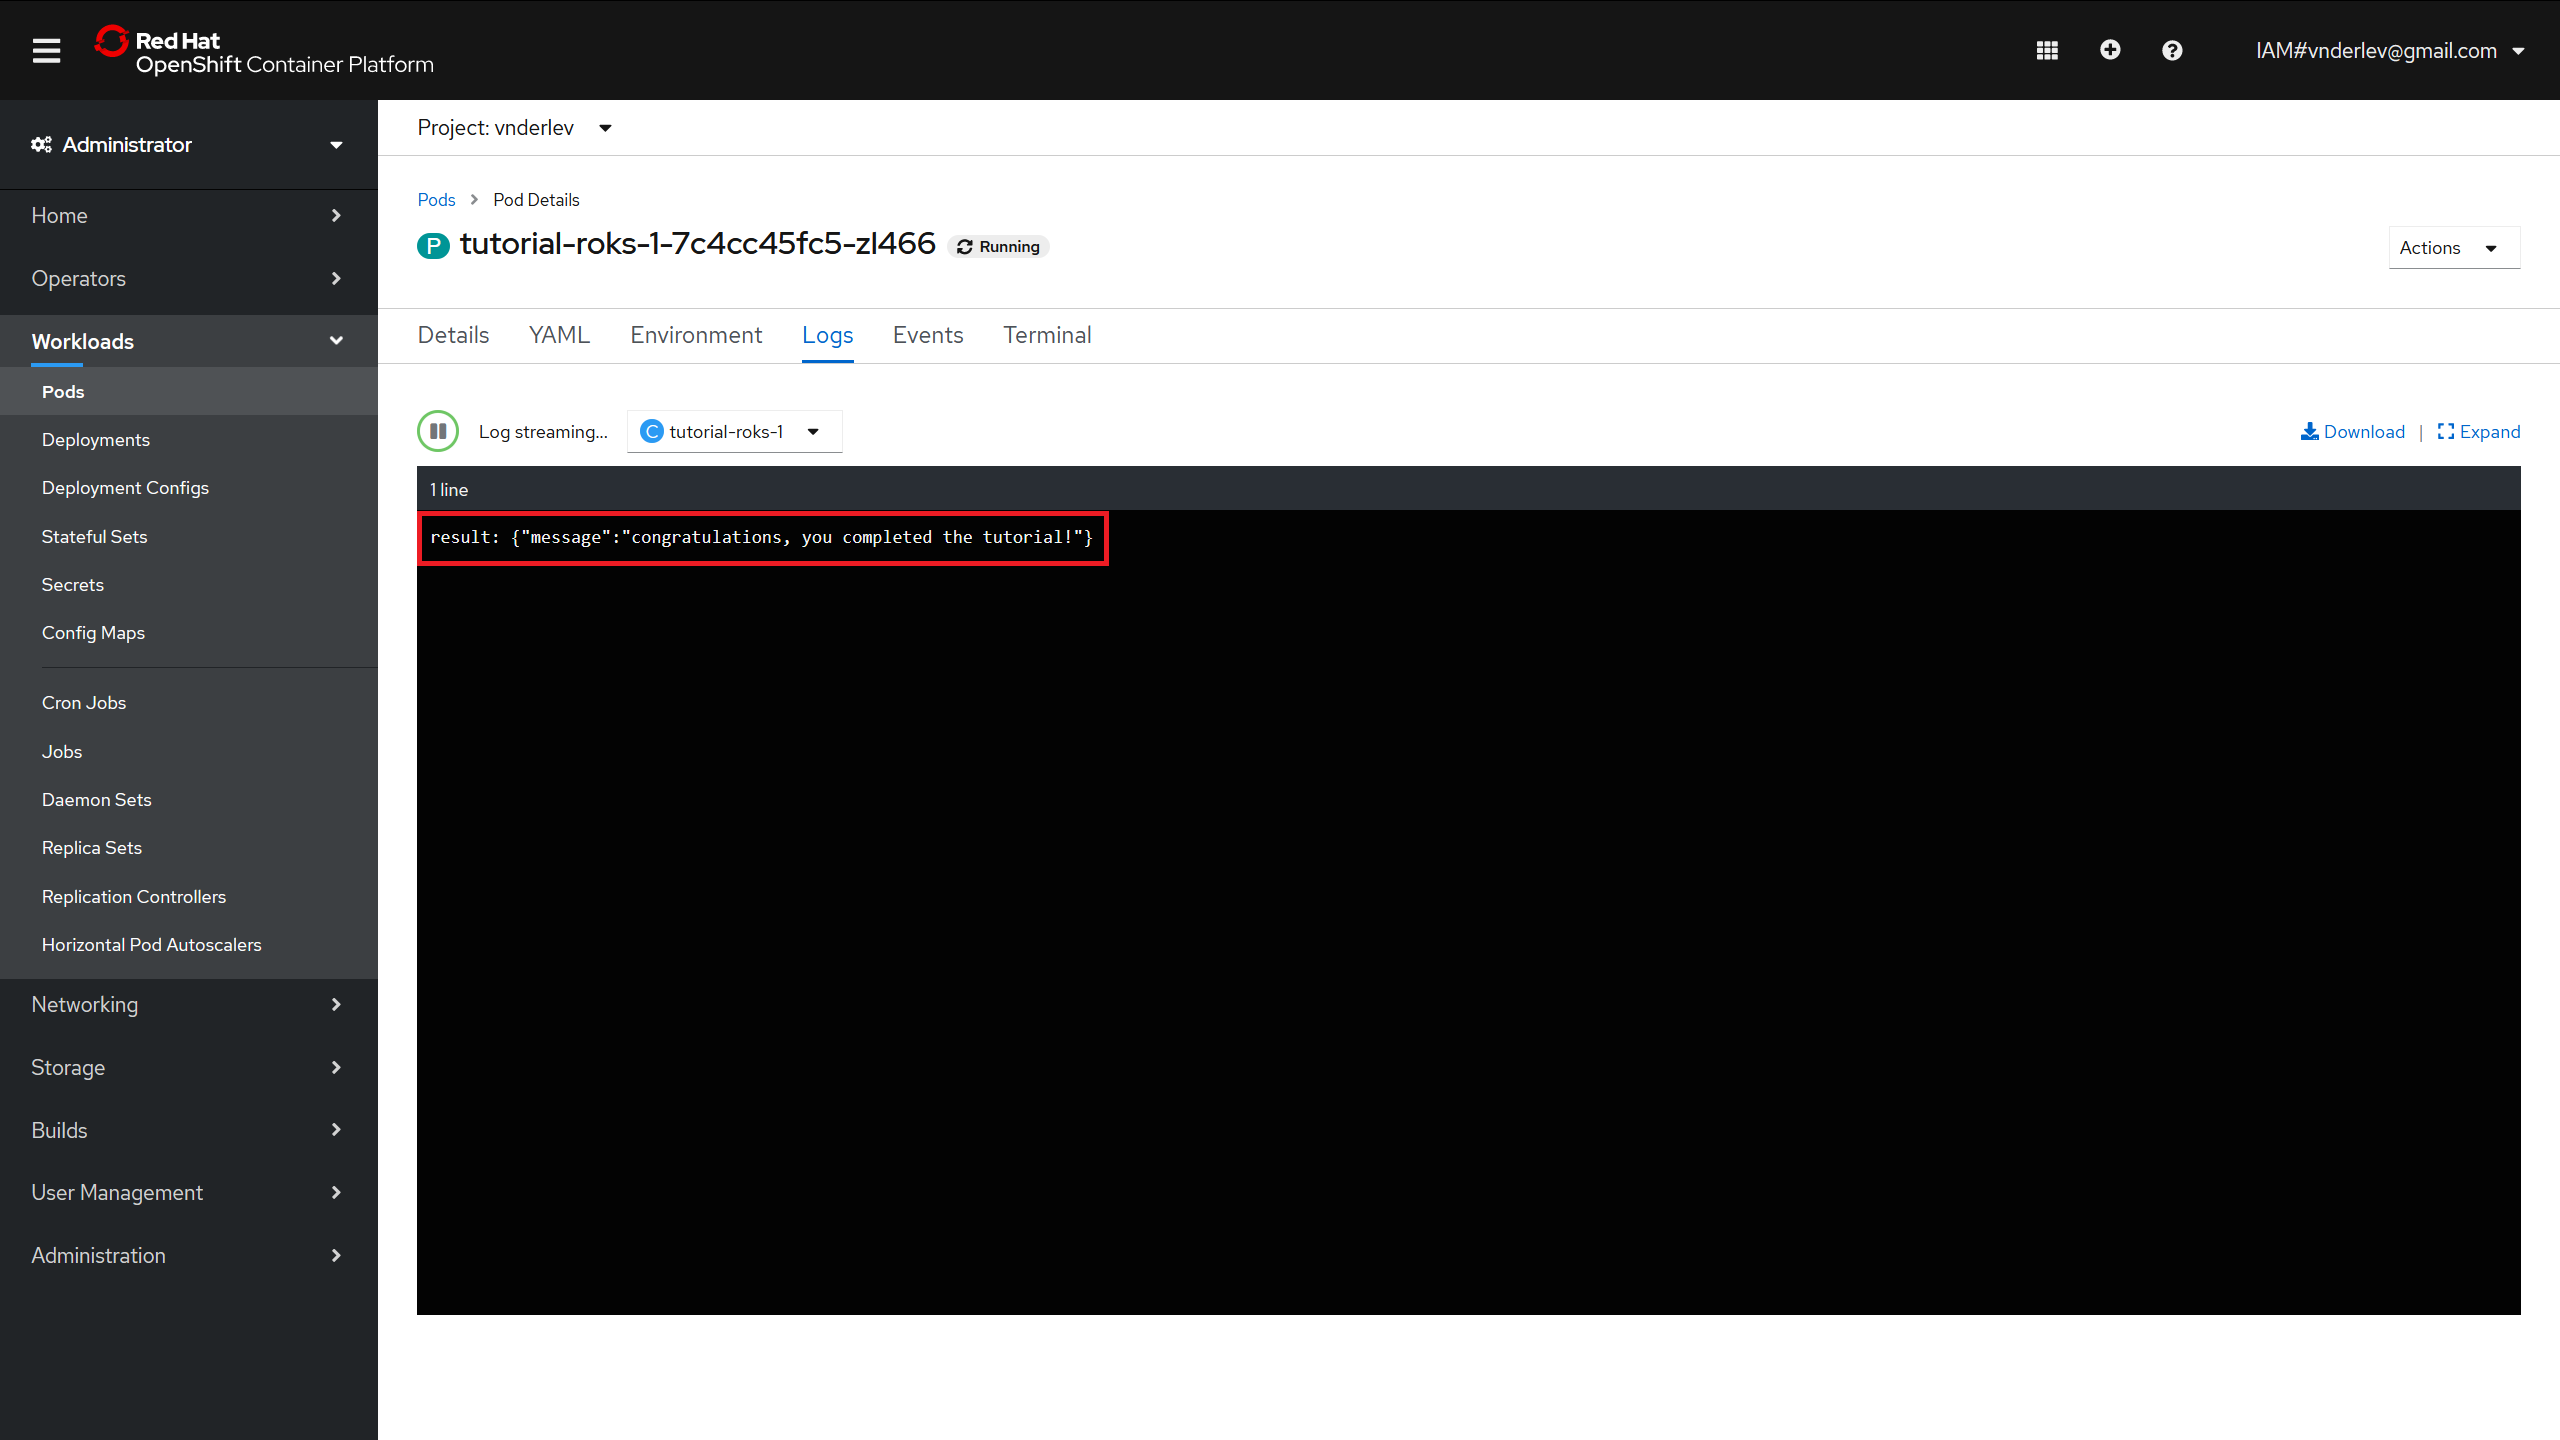 Red Hat
OpenShift Container Platform
IAM#vnderlev@gmail.com
Administrator
Home
Operators
Workloads
Pods
Deployments
Deployment Configs
Stateful Sets
Secrets
Config Maps
Cron Jobs
Jobs
Daemon Sets
Replica Sets
Replication Controllers
Horizontal Pod Autoscalers
Networking
Storage
Builds
User Management
Administration
Project: vnderlev
Pods > Pod Details
P tutorial-roks-1-7c4cc45fc5-zl466 Running
Actions
Details YAML Environment Logs Events Terminal
Log streaming... C tutorial-roks-1
Download | Expand
1 line
result: {"message":"congratulations, you completed the tutorial!"}